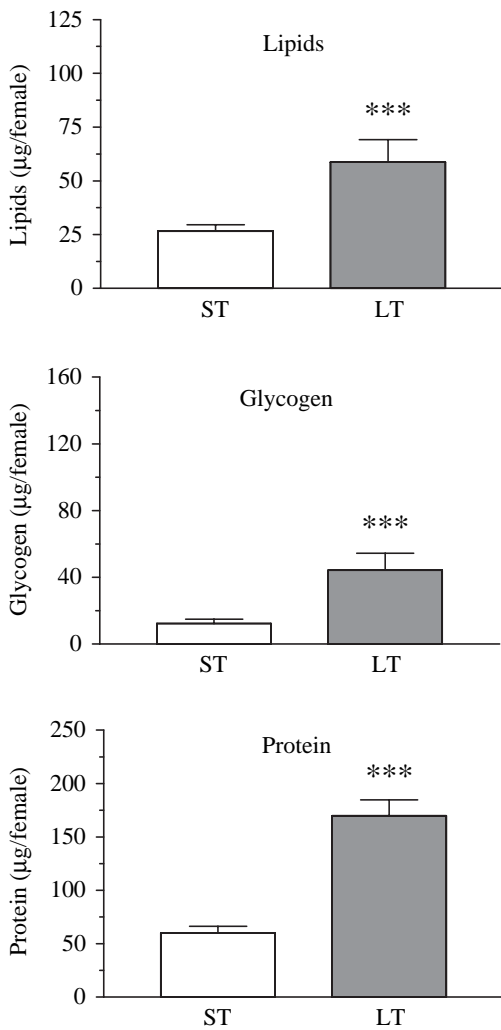 Lipids
Lipids (μg/female)
125
100
75
50
25
0
***
ST LT
Glycogen
Glycogen (μg/female)
160
120
80
40
0
***
ST LT
Protein
Protein (μg/female)
250
200
150
100
50
0
***
ST LT